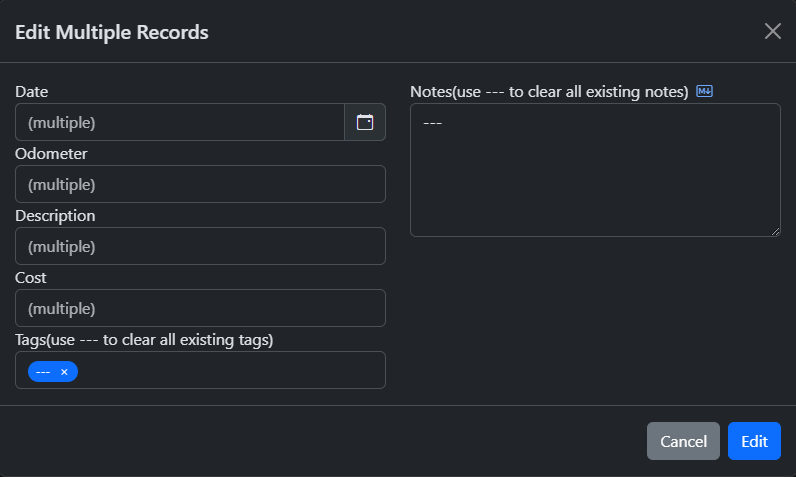 Edit Multiple Records
Date
(multiple)
Odometer
(multiple)
Description
(multiple)
Cost
(multiple)
Tags(use --- to clear all existing tags)
--- ×
Notes(use --- to clear all existing notes) M↓
---
Cancel
Edit